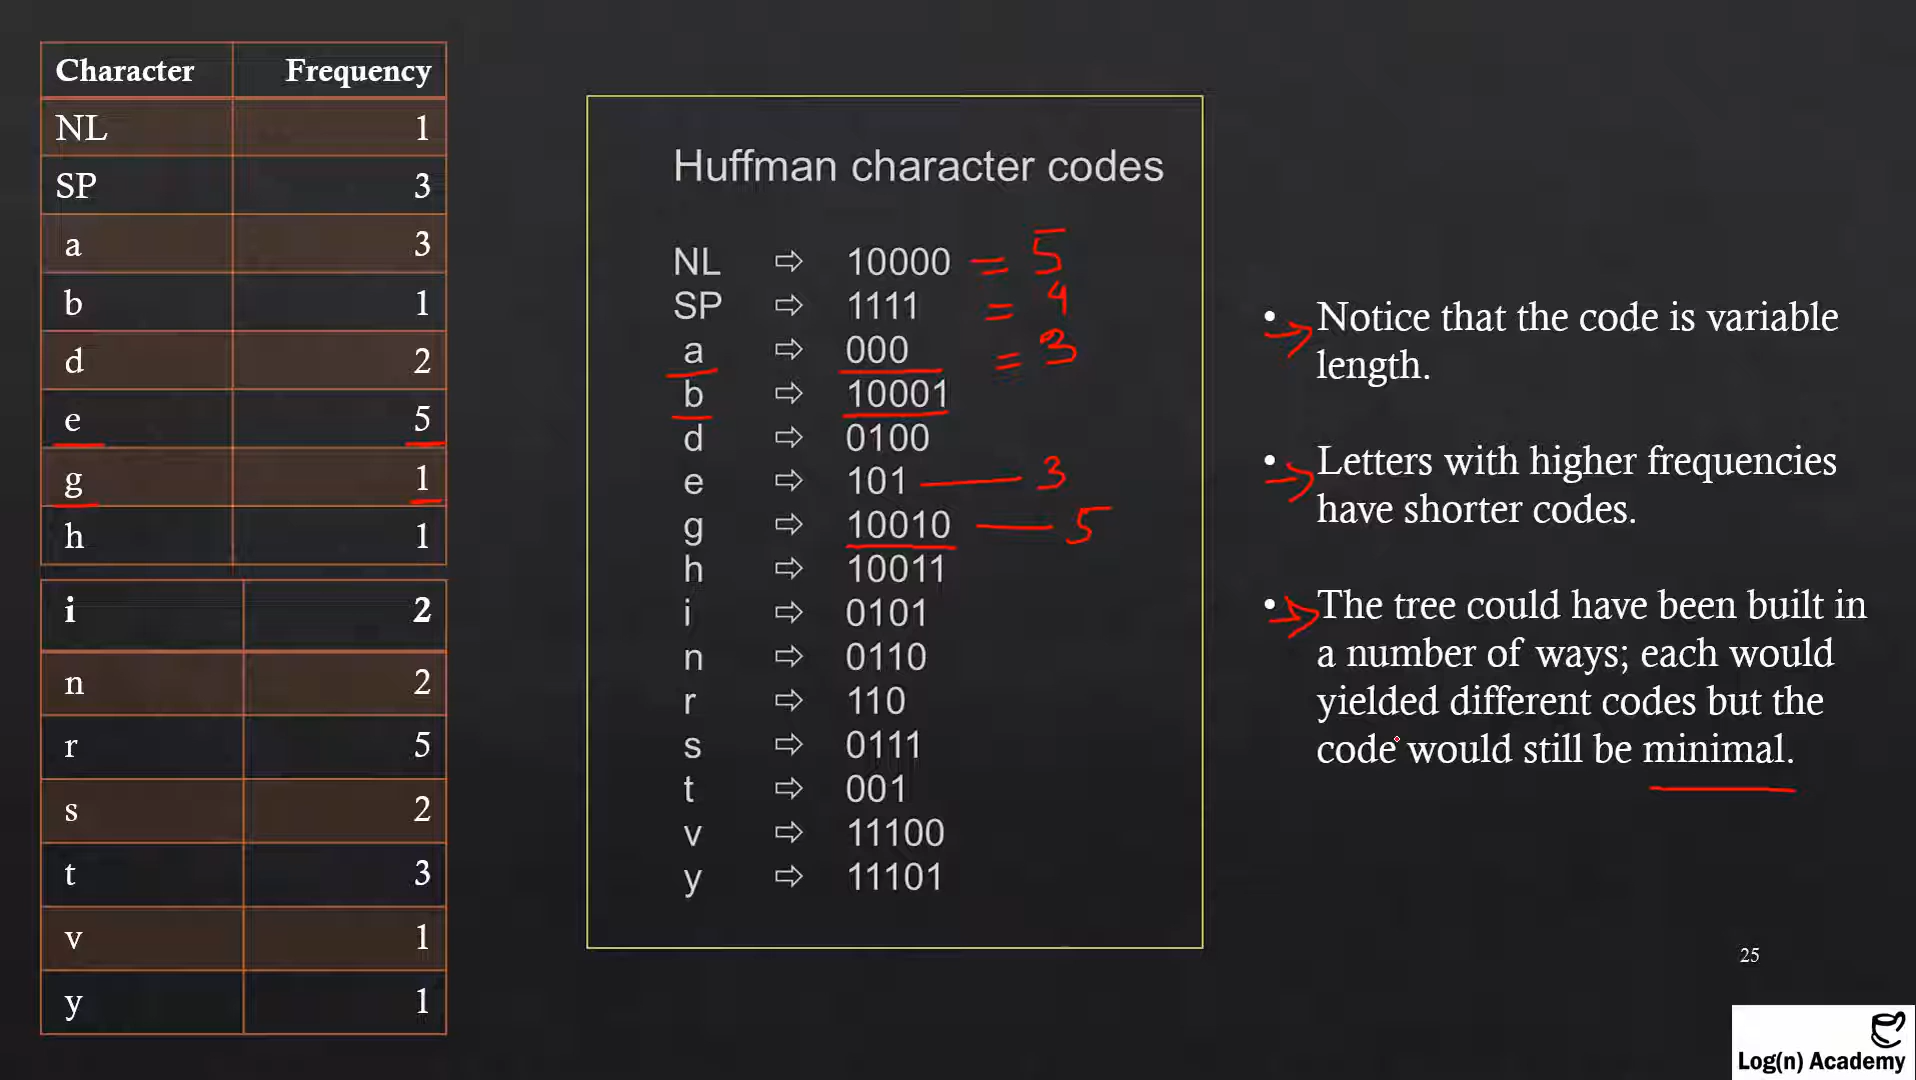 Character Frequency
NL 1
SP 3
a 3
b 1
d 2
e 5
g 1
h 1
i 2
n 2
r 5
s 2
t 3
v 1
y 1
Huffman character codes
NL ⇨ 10000 = 5
SP ⇨ 1111 = 4
a ⇨ 000 = 3
b ⇨ 10001
d ⇨ 0100
e ⇨ 101 — 3
g ⇨ 10010 — 5
h ⇨ 10011
i ⇨ 0101
n ⇨ 0110
r ⇨ 110
s ⇨ 0111
t ⇨ 001
v ⇨ 11100
y ⇨ 11101
• Notice that the code is variable
length.
• Letters with higher frequencies
have shorter codes.
• The tree could have been built in
a number of ways; each would
yielded different codes but the
code would still be minimal.
25
Log(n) Academy